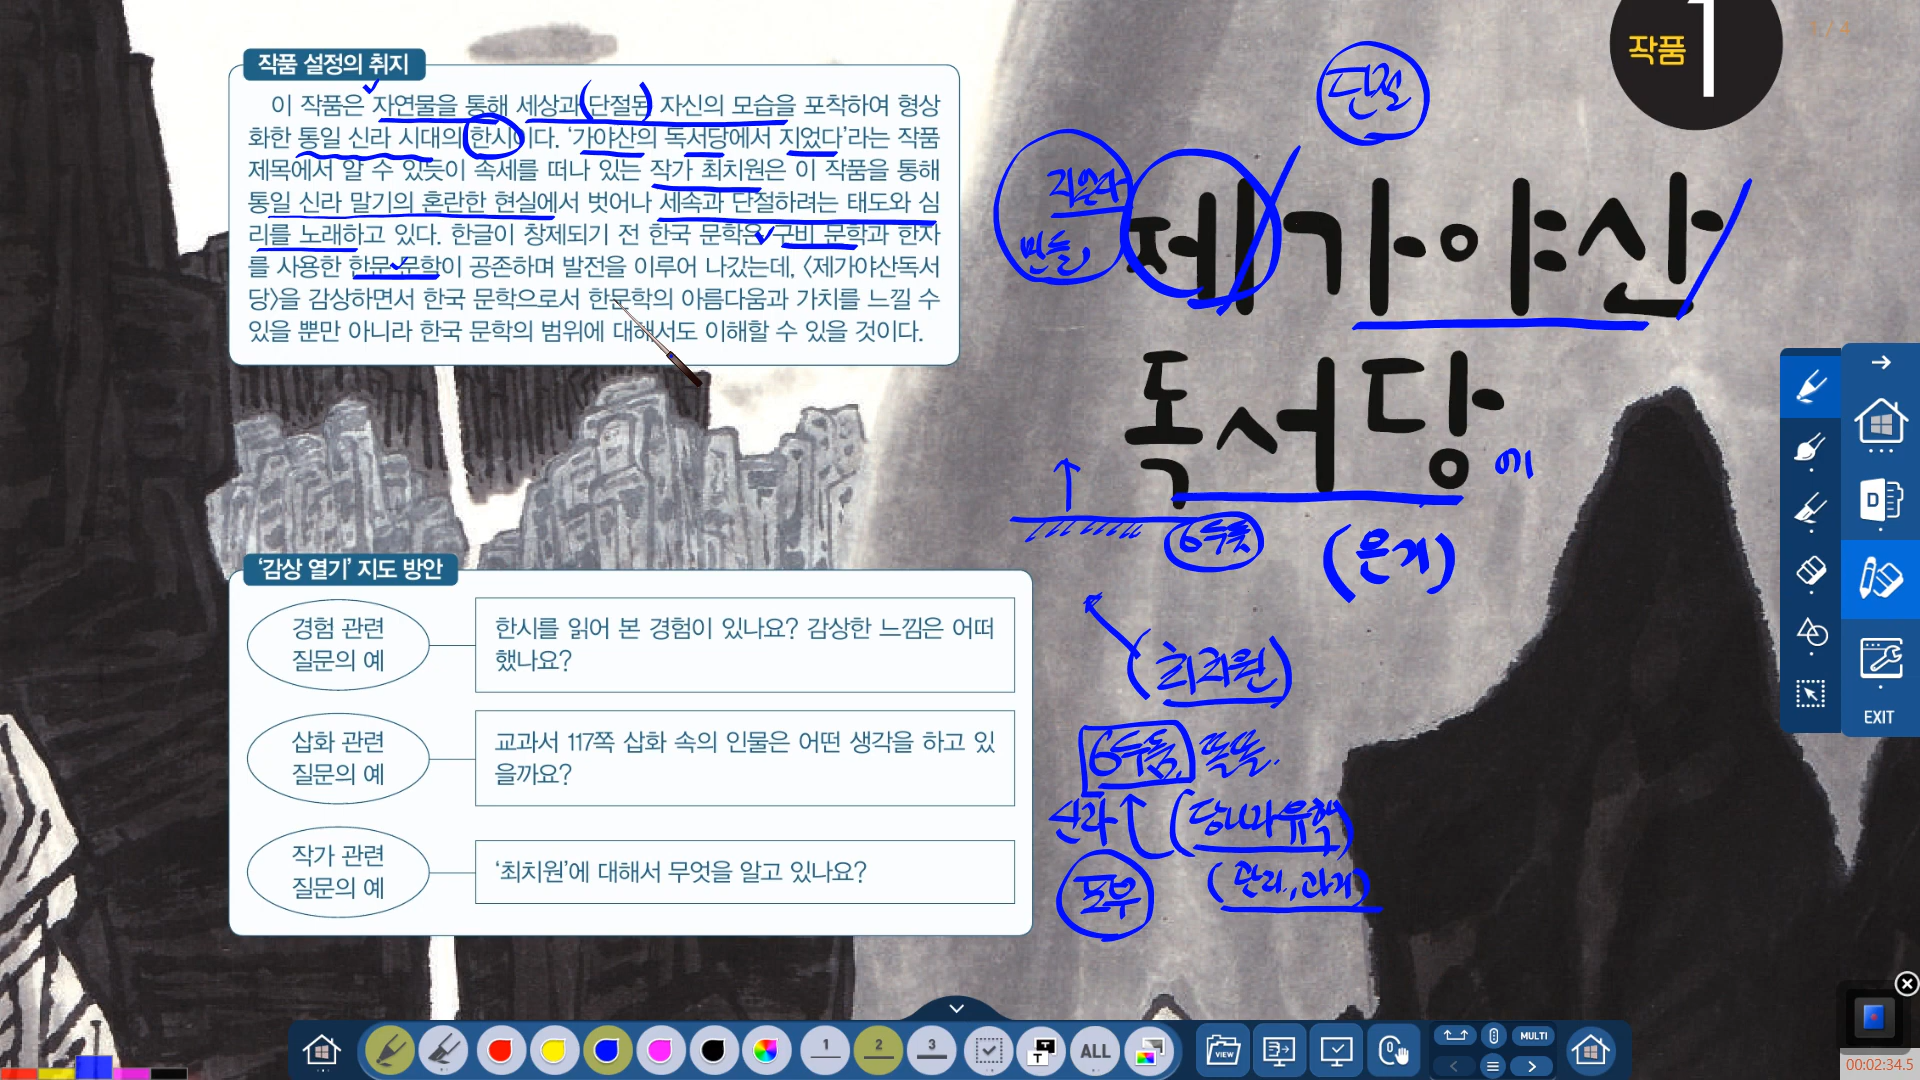 작품 설정의 취지
이 작품은 자연물을 통해 세상과 단절된 자신의 모습을 포착하여 형상
화한 통일 신라 시대의 한시이다. ‘가야산의 독서당에서 지었다’라는 작품
제목에서 알 수 있듯이 속세를 떠나 있는 작가 최치원은 이 작품을 통해
통일 신라 말기의 혼란한 현실에서 벗어나 세속과 단절하려는 태도와 심
리를 노래하고 있다. 한글이 창제되기 전 한국 문학은 구비 문학과 한자
를 사용한 한문 문학이 공존하며 발전을 이루어 나갔는데, 〈제가야산독서
당〉을 감상하면서 한국 문학으로서 한문학의 아름다움과 가치를 느낄 수
있을 뿐만 아니라 한국 문학의 범위에 대해서도 이해할 수 있을 것이다.
‘감상 열기’ 지도 방안
경험 관련
질문의 예
한시를 읽어 본 경험이 있나요? 감상한 느낌은 어떠
했나요?
삽화 관련
질문의 예
교과서 117쪽 삽화 속의 인물은 어떤 생각을 하고 있
을까요?
작가 관련
질문의 예
‘최치원’에 대해서 무엇을 알고 있나요?
작품 1
1 / 4
단절
만들
제가야산
독서당에
6두품
(은거)
(최치원)
6두품 똘똘.
신라 (당나라 유학)
도부 (관리, 과거)
EXIT
1 2 3 ALL VIEW MULTI
00:02:34.5